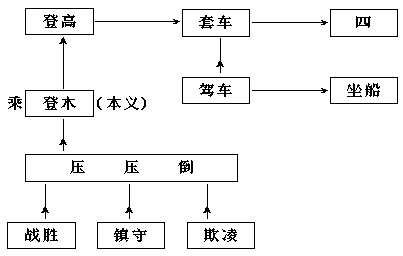 登高 套车 四
驾车 坐船
乘 登木 (本义)
压 压 倒
战胜 镇守 欺凌